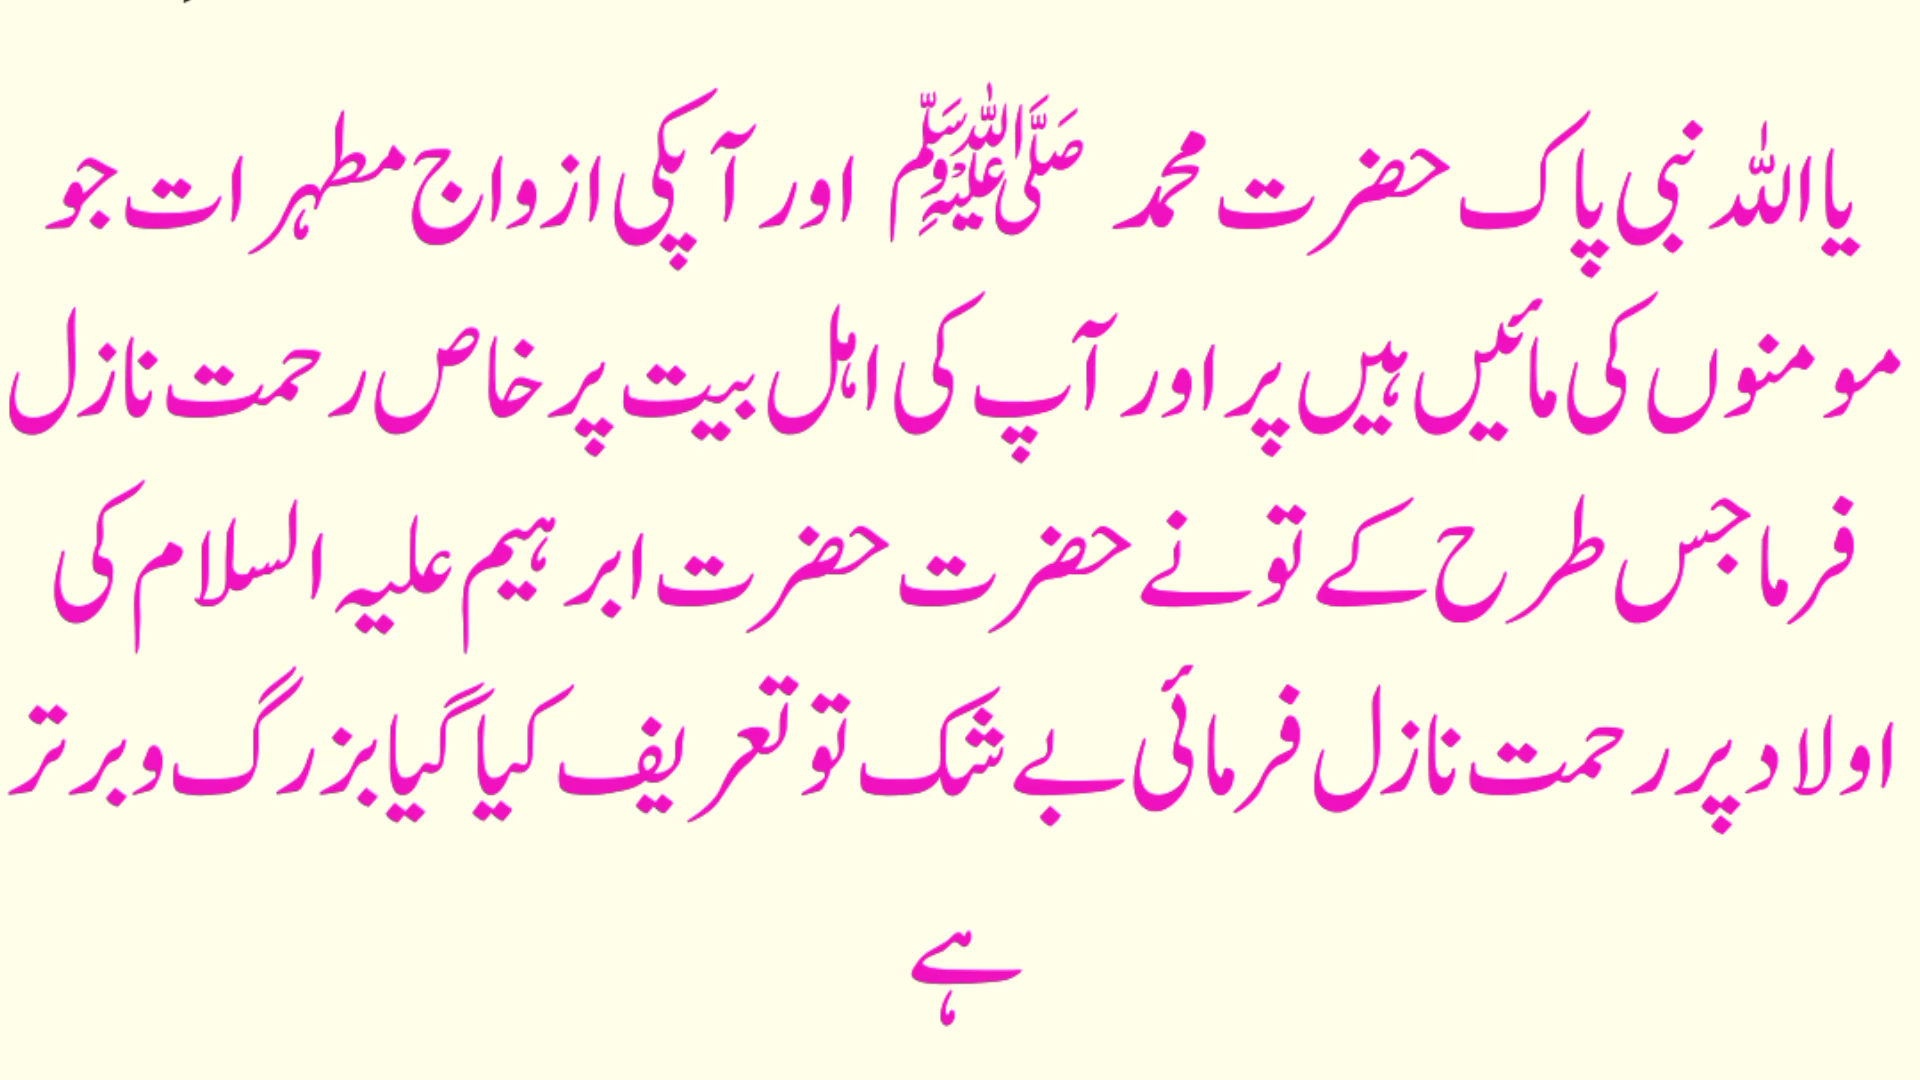 یااللہ نبی پاک حضرت محمد ﷺ اور آپکی ازواج مطہرات جو
مومنوں کی مائیں ہیں پر اور آپ کی اہل بیت پر خاص رحمت نازل
فرما جس طرح کے تو نے حضرت حضرت ابرہیم علیہ السلام کی
اولاد پر رحمت نازل فرمائی بے شک تو تعریف کیا گیا بزرگ و برتر
ہے